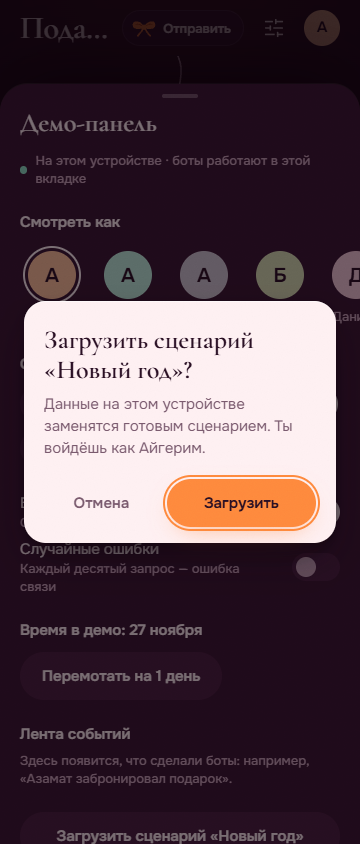 Пода...
Отправить
А
Демо-панель
На этом устройстве · боты работают в этой
вкладке
Смотреть как
А
А
А
Б
Загрузить сценарий
«Новый год»?
Данные на этом устройстве
заменятся готовым сценарием. Ты
войдёшь как Айгерим.
Отмена
Загрузить
Случайные ошибки
Каждый десятый запрос — ошибка
связи
Время в демо: 27 ноября
Перемотать на 1 день
Лента событий
Здесь появится, что сделали боты: например,
«Азамат забронировал подарок».
Загрузить сценарий «Новый год»